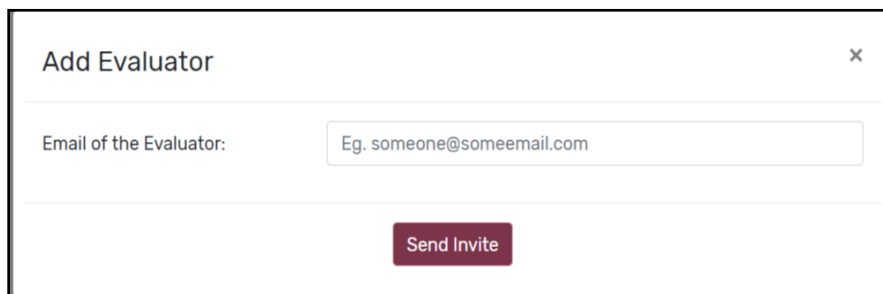 Add Evaluator ×
Email of the Evaluator: Eg. someone@someemail.com
Send Invite